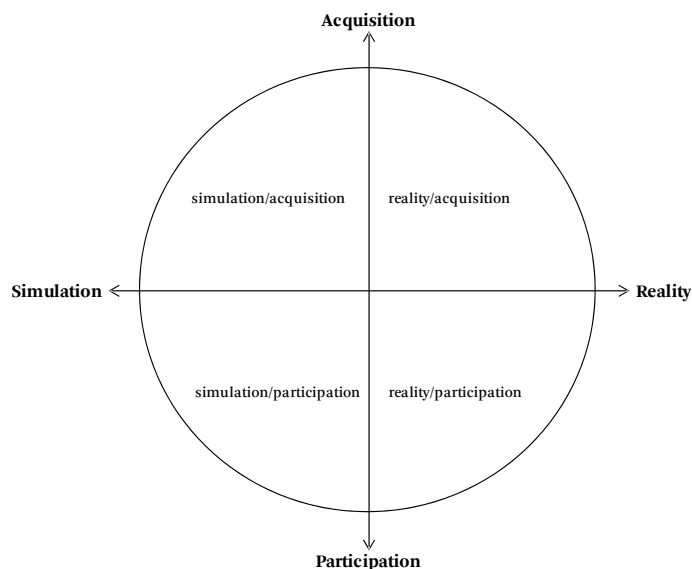 Acquisition
simulation/acquisition
reality/acquisition
Simulation
Reality
simulation/participation
reality/participation
Participation